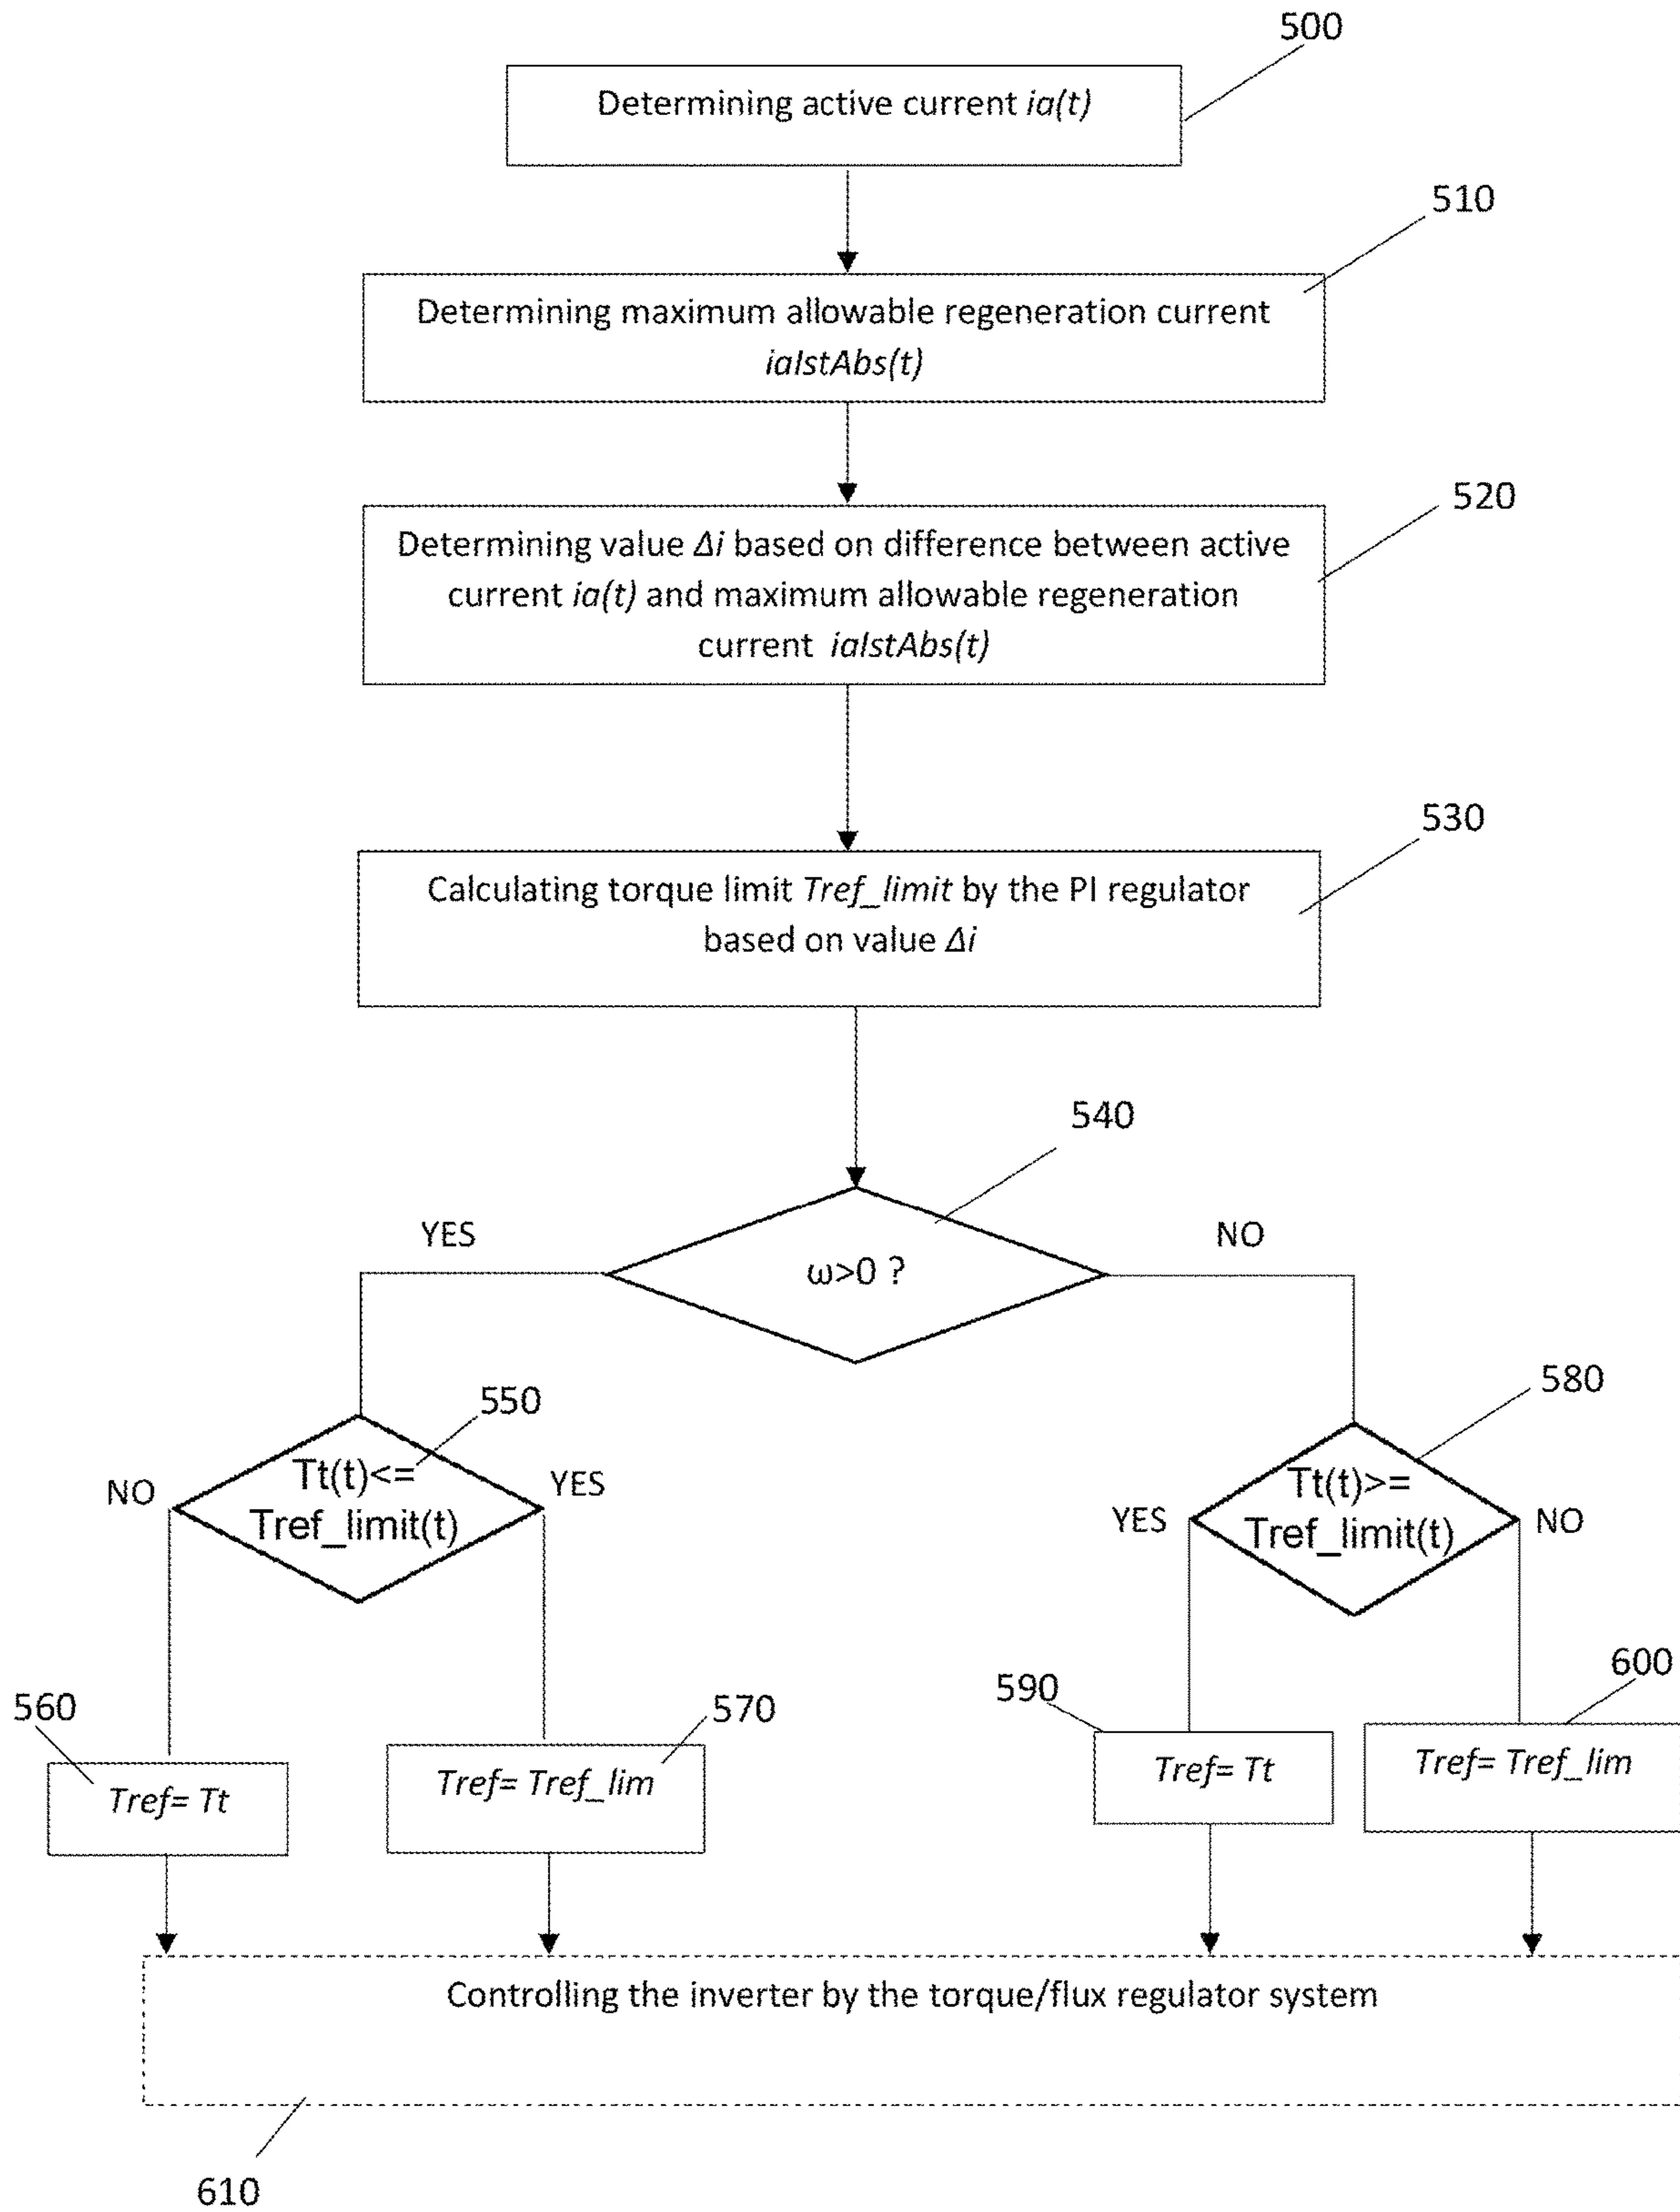 500
Determining active current ia(t)
510
Determining maximum allowable regeneration current
iaIstAbs(t)
520
Determining value Δi based on difference between active
current ia(t) and maximum allowable regeneration
current iaIstAbs(t)
530
Calculating torque limit Tref_limit by the PI regulator
based on value Δi
540
YES
NO
ω>0 ?
550
580
Tt(t)<=
Tref_limit(t)
NO
YES
Tt(t)>=
Tref_limit(t)
YES
NO
560
570
590
600
Tref= Tt
Tref= Tref_lim
Tref= Tt
Tref= Tref_lim
Controlling the inverter by the torque/flux regulator system
610